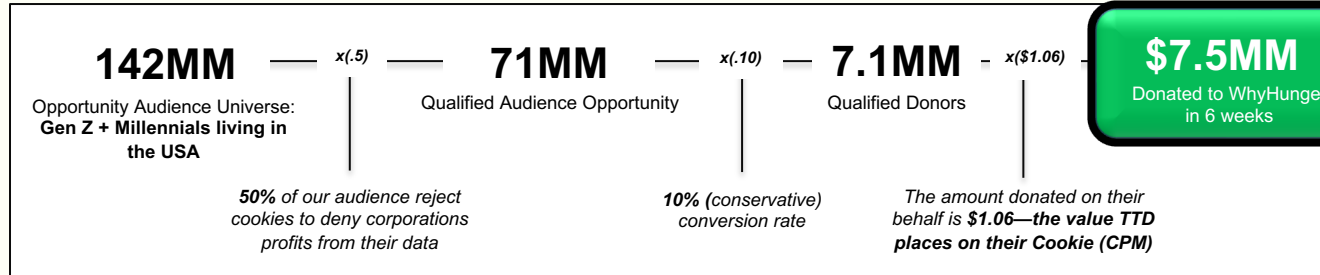 142MM
Opportunity Audience Universe:
Gen Z + Millennials living in
the USA
x(.5)
50% of our audience reject
cookies to deny corporations
profits from their data
71MM
Qualified Audience Opportunity
x(.10)
10% (conservative)
conversion rate
7.1MM
Qualified Donors
x($1.06)
The amount donated on their
behalf is $1.06—the value TTD
places on their Cookie (CPM)
$7.5MM
Donated to WhyHunge
in 6 weeks